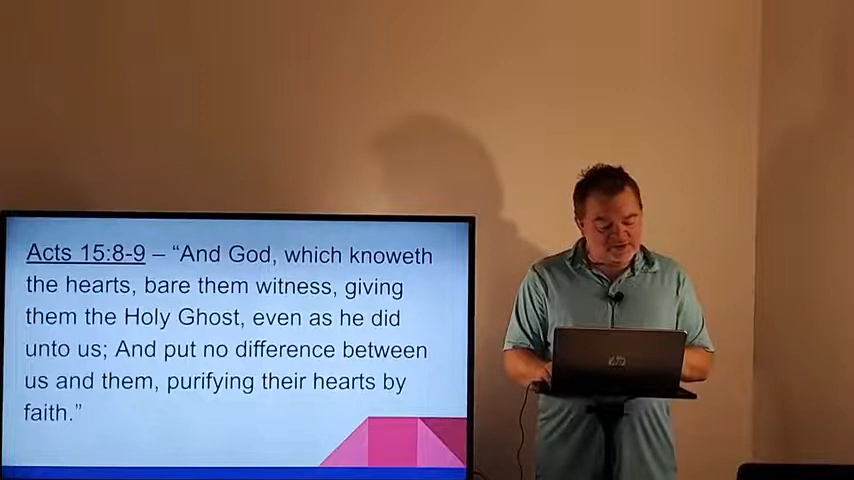 Acts 15:8-9 – “And God, which knoweth
the hearts, bare them witness, giving
them the Holy Ghost, even as he did
unto us; And put no difference between
us and them, purifying their hearts by
faith.”
hp